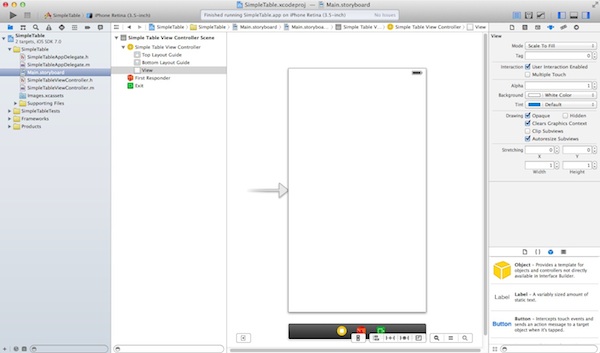 SimpleTable.xcodeproj — Main.storyboard
SimpleTable
iPhone Retina (3.5-inch)
Finished running SimpleTable.app on iPhone Retina (3.5-inch)
No Issues
SimpleTable
Main.storyboard
Main.storyboa...
Simple Table V...
Simple Table View Controller
View
SimpleTable
2 targets, iOS SDK 7.0
SimpleTable
SimpleTableAppDelegate.h
SimpleTableAppDelegate.m
Main.storyboard
SimpleTableViewController.h
SimpleTableViewController.m
Images.xcassets
Supporting Files
SimpleTableTests
Frameworks
Products
Simple Table View Controller Scene
Simple Table View Controller
Top Layout Guide
Bottom Layout Guide
View
First Responder
Exit
View
Mode
Scale To Fill
Tag
0
Interaction
User Interaction Enabled
Multiple Touch
Alpha
1
Background
White Color
Tint
Default
Drawing
Opaque
Hidden
Clears Graphics Context
Clip Subviews
Autoresize Subviews
Stretching
0
0
X
Y
1
1
Width
Height
Object - Provides a template for
objects and controllers not directly
available in Interface Builder.
Label
Label - A variably sized amount of
static text.
Button
Button - Intercepts touch events and
sends an action message to a target
object when it's tapped.